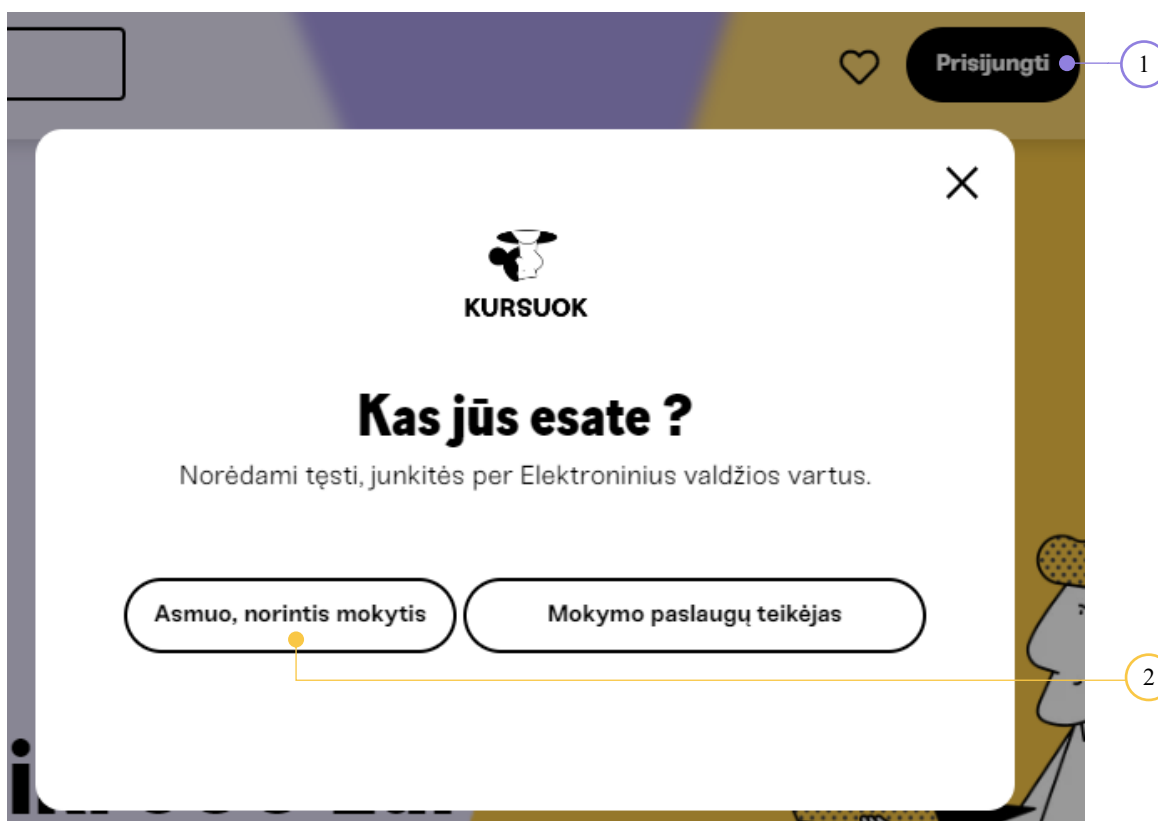 Prisijungti
1
KURSUOK
Kas jūs esate ?
Norėdami tęsti, junkitės per Elektroninius valdžios vartus.
Asmuo, norintis mokytis
Mokymo paslaugų teikėjas
2